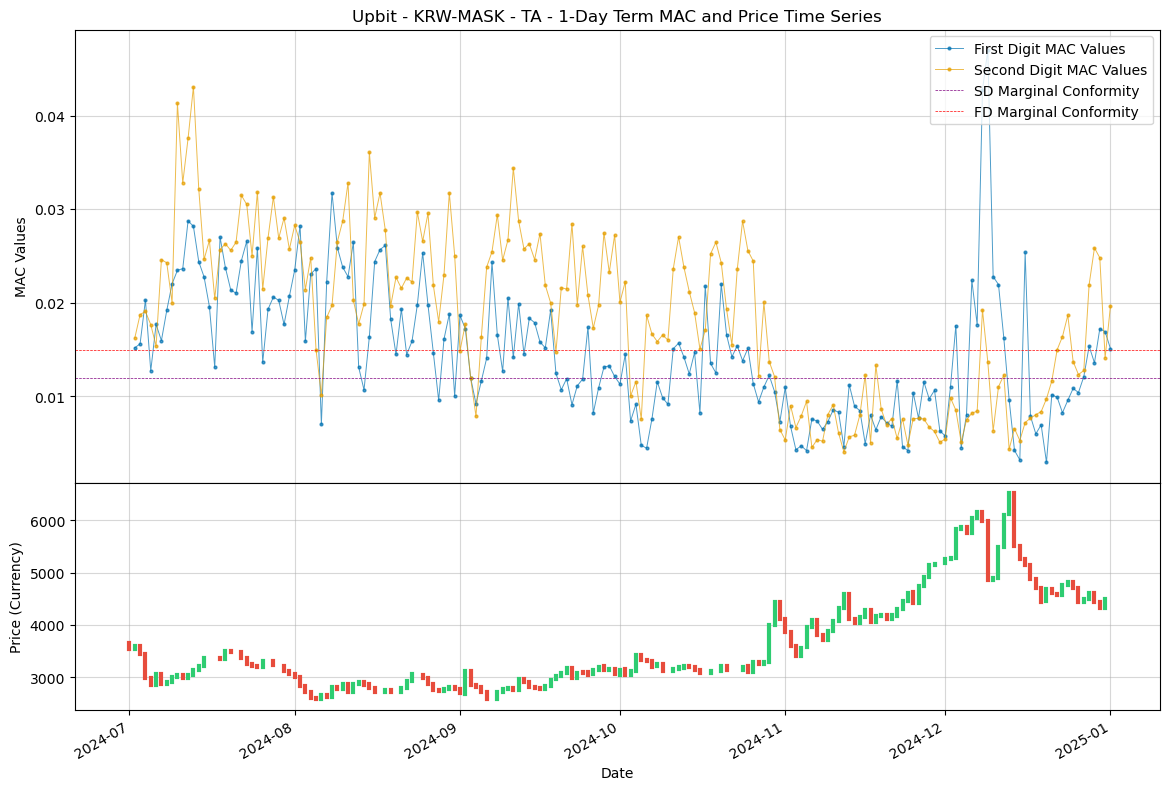 Upbit - KRW-MASK - TA - 1-Day Term MAC and Price Time Series
First Digit MAC Values
Second Digit MAC Values
SD Marginal Conformity
FD Marginal Conformity
MAC Values
0.04
0.03
0.02
0.01
Price (Currency)
6000
5000
4000
3000
2024-07
2024-08
2024-09
2024-10
2024-11
2024-12
2025-01
Date